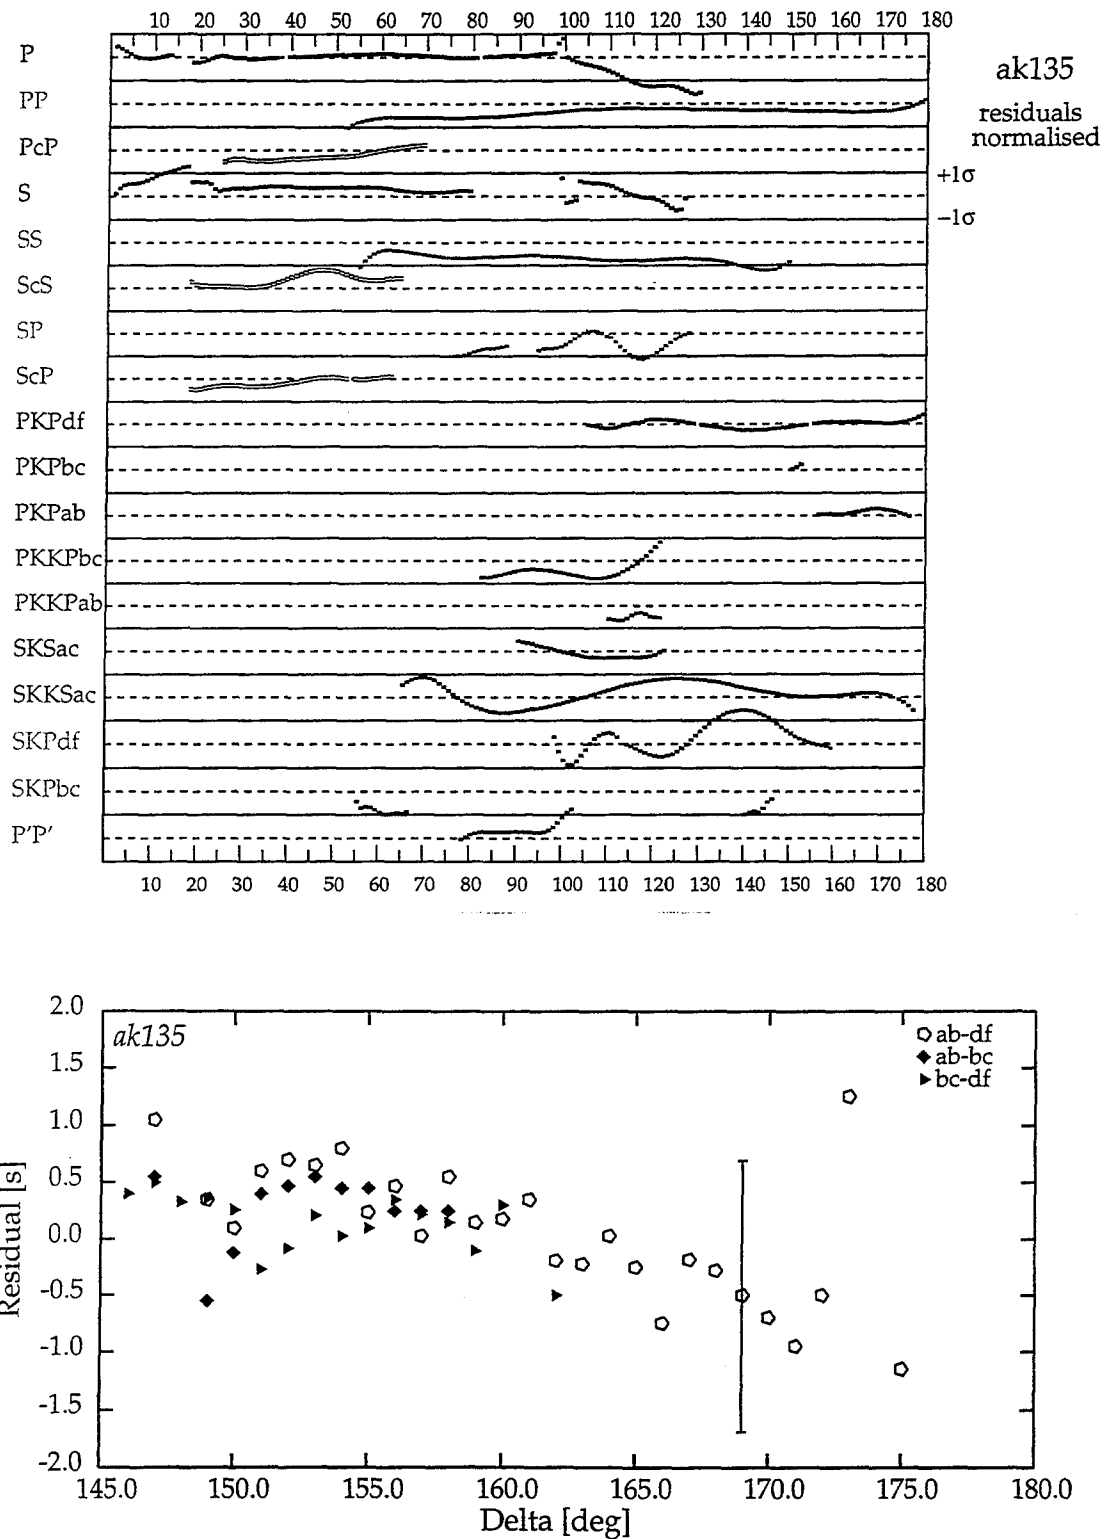 10 20 30 40 50 60 70 80 90 100 110 120 130 140 150 160 170 180
P
ak135
PP
residuals
normalised
PcP
+1σ
S
−1σ
SS
ScS
SP
ScP
PKPdf
PKPbc
PKPab
PKKPbc
PKKPab
SKSac
SKKSac
SKPdf
SKPbc
P'P'
10 20 30 40 50 60 70 80 90 100 110 120 130 140 150 160 170 180
2.0
ak135
ab-df
ab-bc
bc-df
1.5
1.0
0.5
0.0
-0.5
-1.0
-1.5
-2.0
Residual [s]
145.0 150.0 155.0 160.0 165.0 170.0 175.0 180.0
Delta [deg]